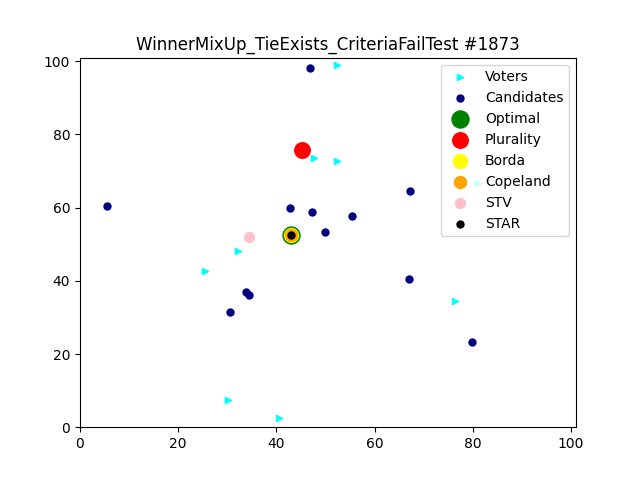 WinnerMixUp_TieExists_CriteriaFailTest #1873
100
80
60
40
20
0
0
20
40
60
80
100
Voters
Candidates
Optimal
Plurality
Borda
Copeland
STV
STAR